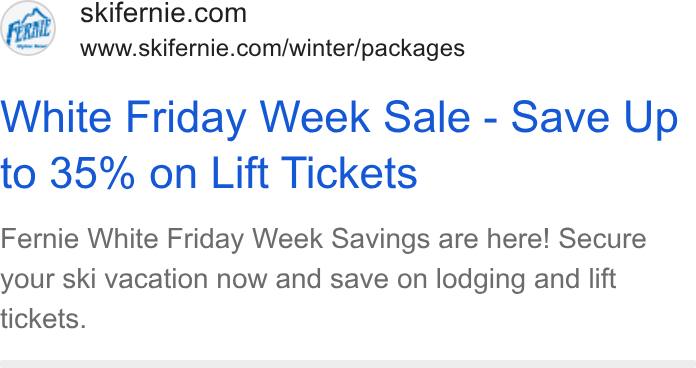 FERNIE
skifernie.com
www.skifernie.com/winter/packages
White Friday Week Sale - Save Up
to 35% on Lift Tickets
Fernie White Friday Week Savings are here! Secure
your ski vacation now and save on lodging and lift
tickets.